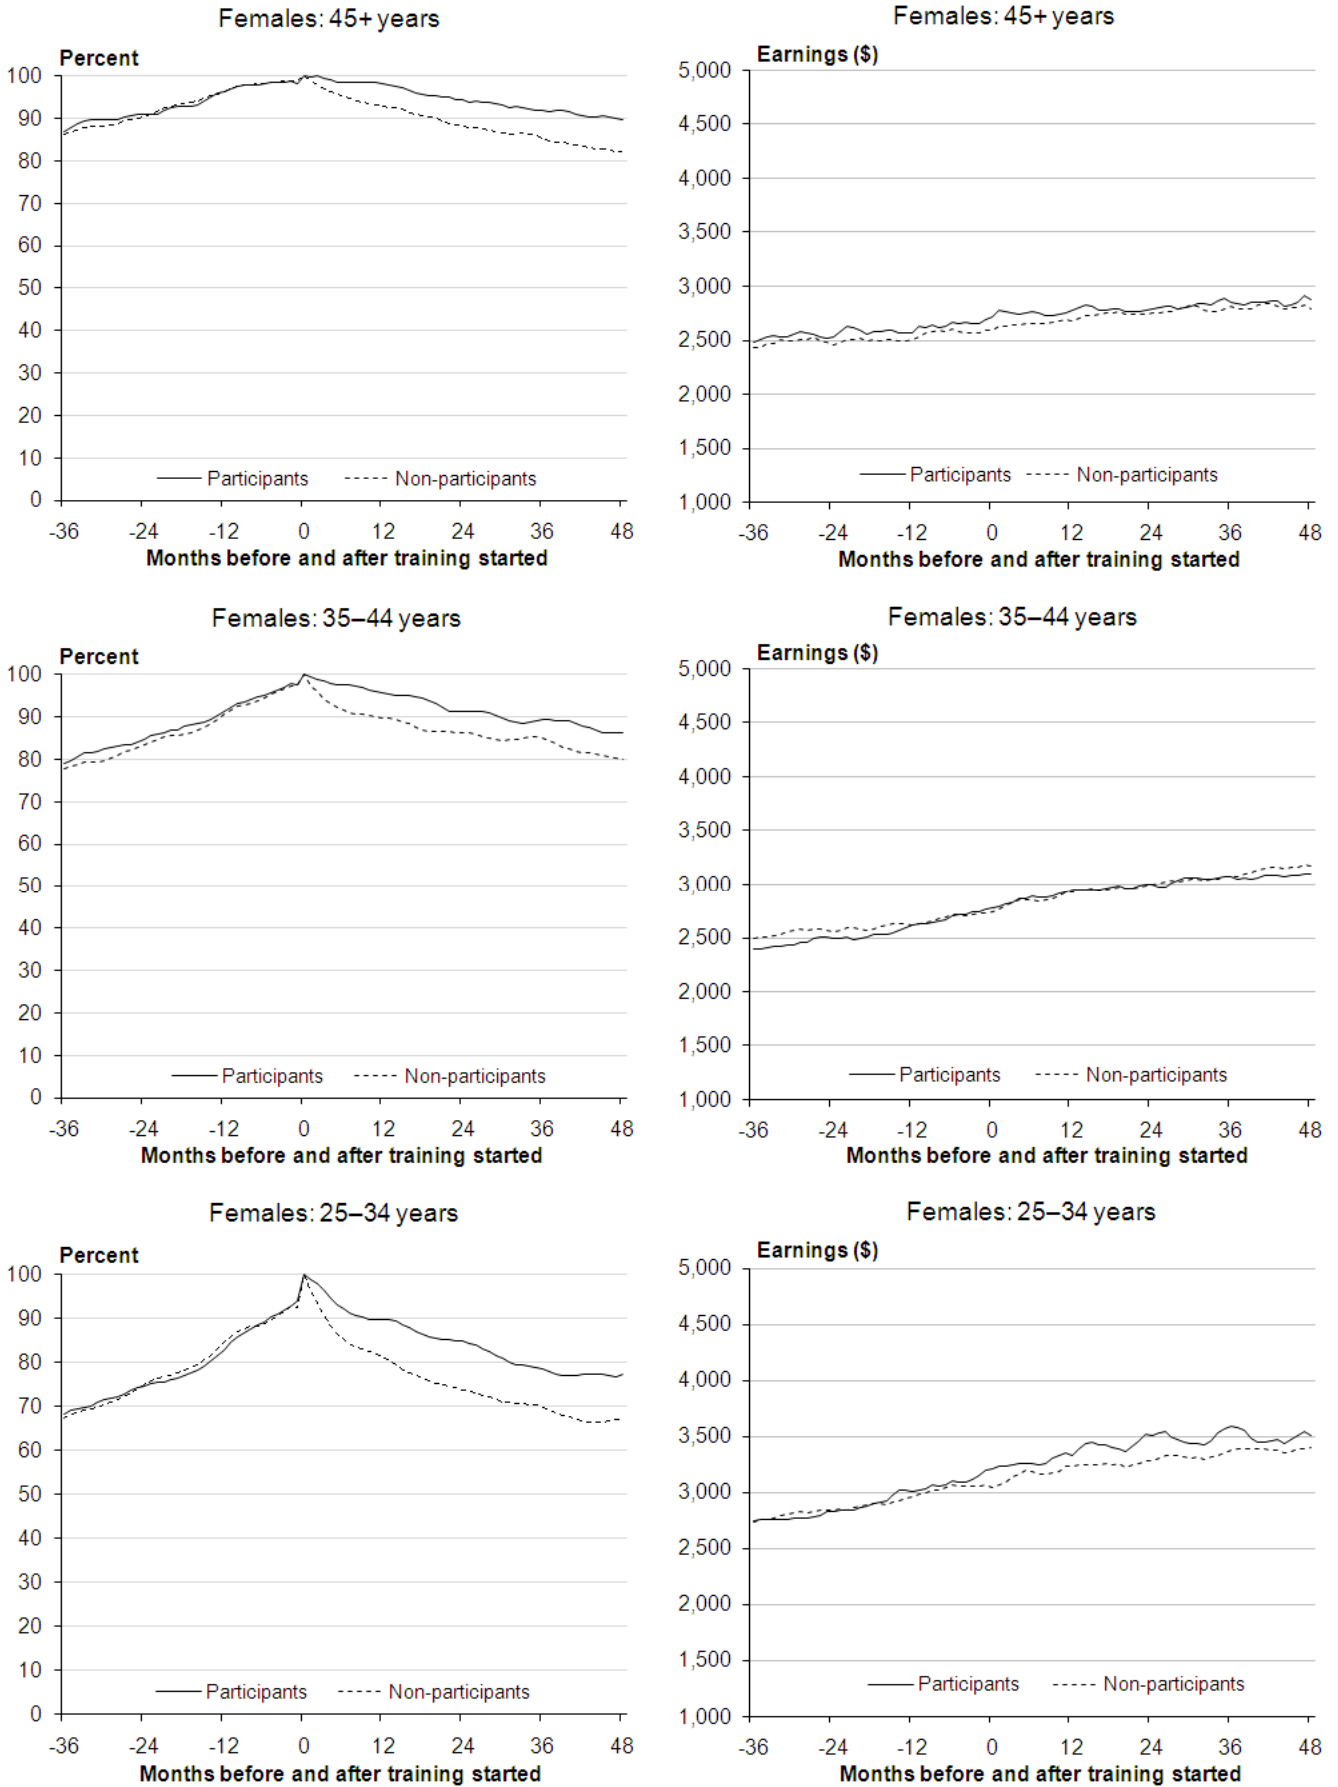 Females: 45+ years
Percent
100
90
80
70
60
50
40
30
20
10
0
Participants Non-participants
-36 -24 -12 0 12 24 36 48
Months before and after training started
Females: 45+ years
Earnings ($)
5,000
4,500
4,000
3,500
3,000
2,500
2,000
1,500
1,000
Participants Non-participants
-36 -24 -12 0 12 24 36 48
Months before and after training started
Females: 35–44 years
Percent
100
90
80
70
60
50
40
30
20
10
0
Participants Non-participants
-36 -24 -12 0 12 24 36 48
Months before and after training started
Females: 35–44 years
Earnings ($)
5,000
4,500
4,000
3,500
3,000
2,500
2,000
1,500
1,000
Participants Non-participants
-36 -24 -12 0 12 24 36 48
Months before and after training started
Females: 25–34 years
Percent
100
90
80
70
60
50
40
30
20
10
0
Participants Non-participants
-36 -24 -12 0 12 24 36 48
Months before and after training started
Females: 25–34 years
Earnings ($)
5,000
4,500
4,000
3,500
3,000
2,500
2,000
1,500
1,000
Participants Non-participants
-36 -24 -12 0 12 24 36 48
Months before and after training started